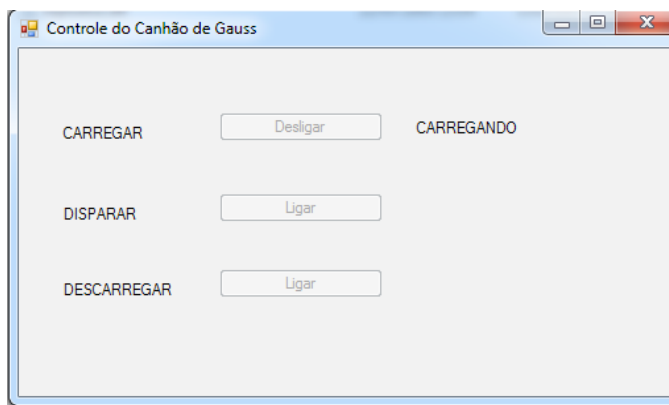 Controle do Canhão de Gauss
CARREGAR Desligar CARREGANDO
DISPARAR Ligar
DESCARREGAR Ligar